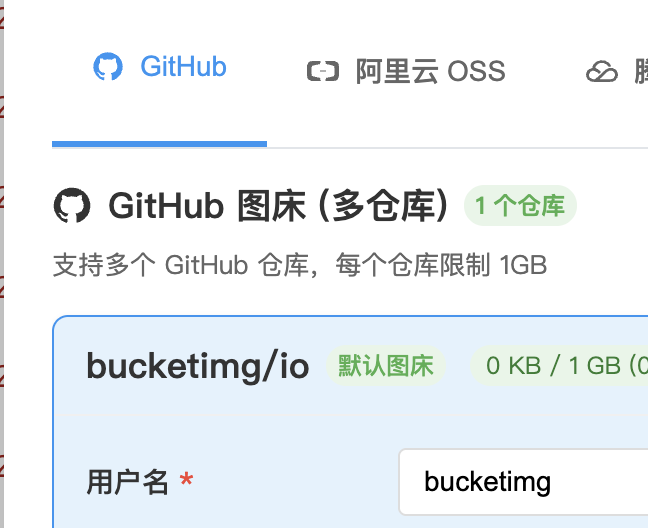 GitHub 阿里云 OSS
GitHub 图床 (多仓库) 1 个仓库
支持多个 GitHub 仓库，每个仓库限制 1GB
bucketimg/io 默认图床 0 KB / 1 GB (0
用户名 * bucketimg